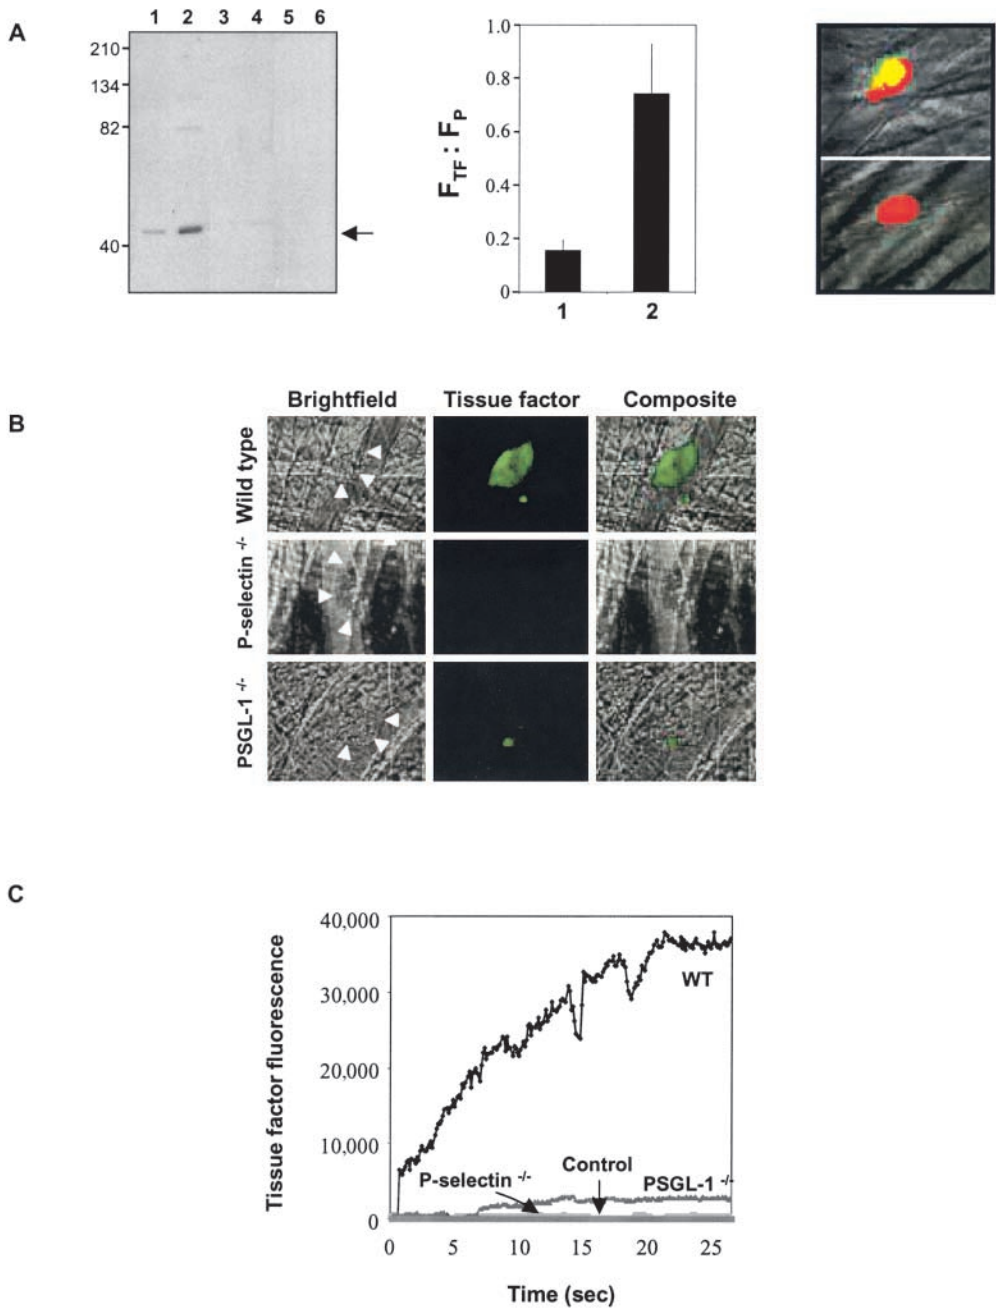 A
1 2 3 4 5 6
210
134
82
40
F_TF : F_P
1.0
0.8
0.6
0.4
0.2
0
1 2
B
Brightfield Tissue factor Composite
Wild type
P-selectin -/-
PSGL-1 -/-
C
Tissue factor fluorescence
40,000
30,000
20,000
10,000
0
WT
P-selectin -/-
Control
PSGL-1 -/-
0 5 10 15 20 25
Time (sec)